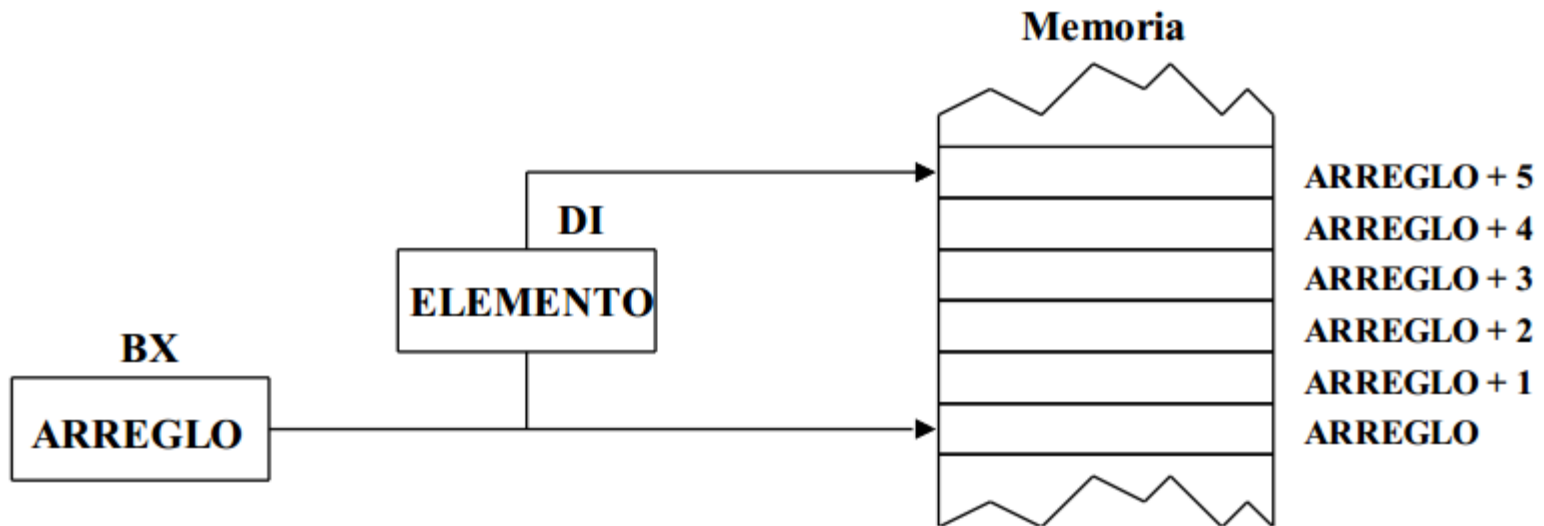 Memoria
ARREGLO + 5
DI
ARREGLO + 4
ELEMENTO
ARREGLO + 3
ARREGLO + 2
BX
ARREGLO + 1
ARREGLO
ARREGLO